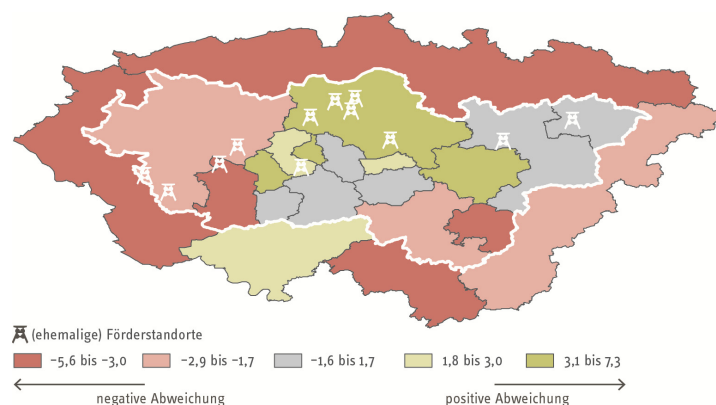 (ehemalige) Förderstandorte
−5,6 bis −3,0 −2,9 bis −1,7 −1,6 bis 1,7 1,8 bis 3,0 3,1 bis 7,3
negative Abweichung positive Abweichung